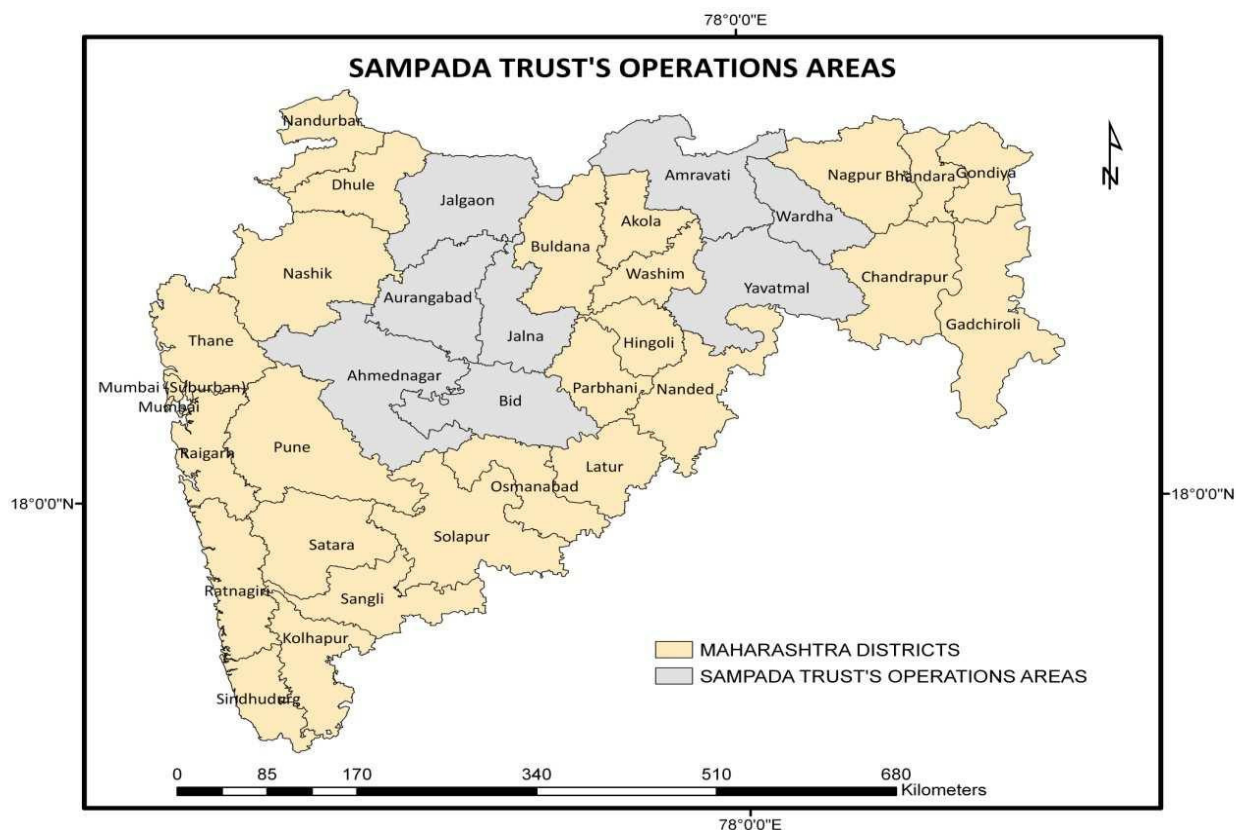 78°0'0"E
SAMPADA TRUST'S OPERATIONS AREAS
Nandurbar
Dhule
Jalgaon
Amravati
Nagpur
Bhandara
Gondiya
Wardha
Akola
Buldana
Nashik
Washim
Chandrapur
Yavatmal
Aurangabad
Gadchiroli
Thane
Jalna
Hingoli
Ahmednagar
Mumbai (Suburban)
Parbhani
Nanded
Bid
Mumbai
Pune
Raigarh
Latur
Osmanabad
18°0'0"N
18°0'0"N
Solapur
Satara
Ratnagiri
Sangli
Kolhapur
Sindhudurg
MAHARASHTRA DISTRICTS
SAMPADA TRUST'S OPERATIONS AREAS
N
0 85 170 340 510 680
Kilometers
78°0'0"E